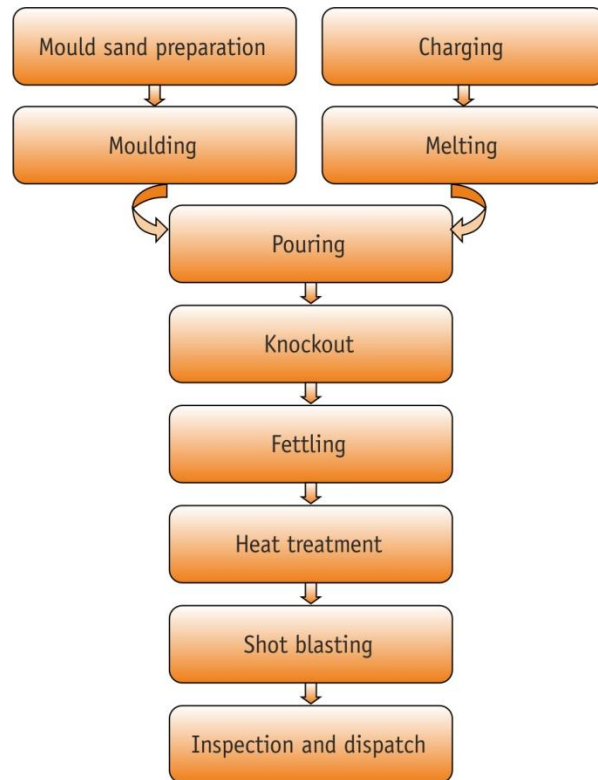 Mould sand preparation
Charging
Moulding
Melting
Pouring
Knockout
Fettling
Heat treatment
Shot blasting
Inspection and dispatch